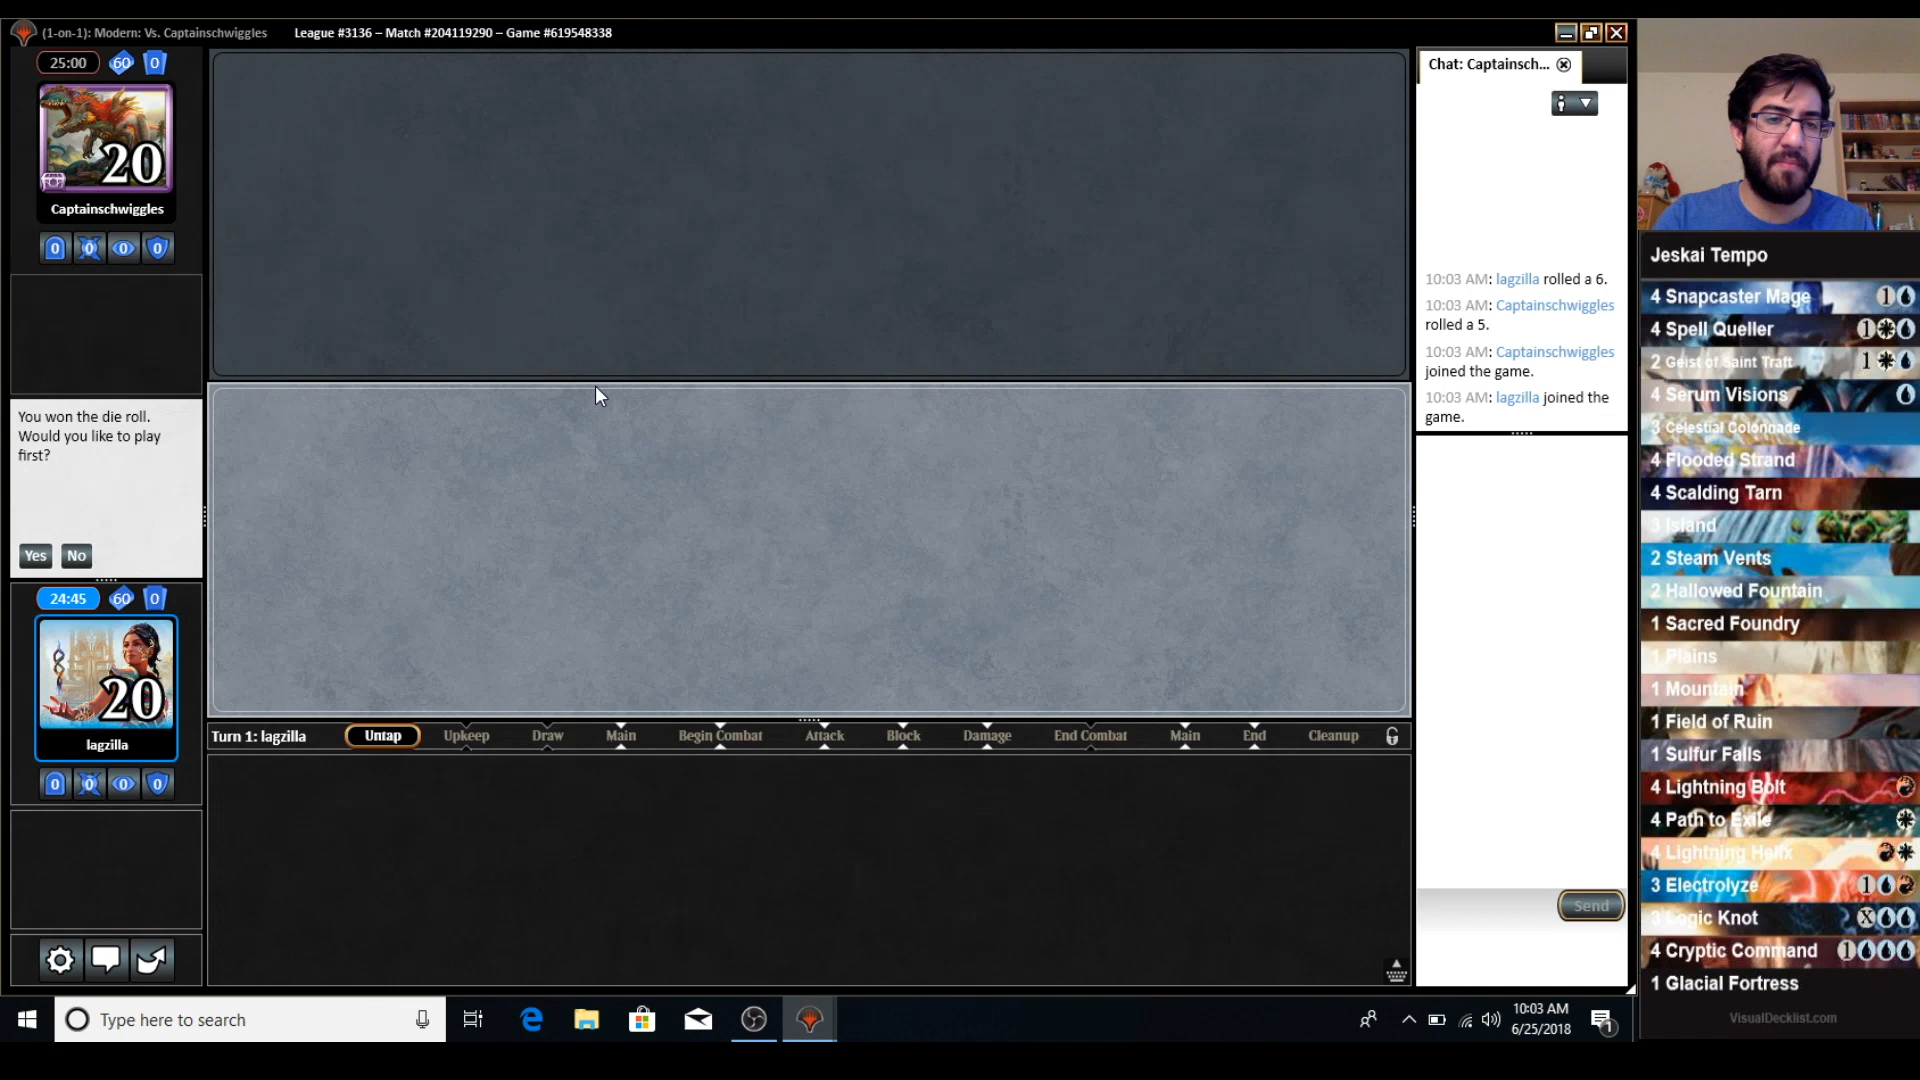 (1-on-1): Modern: Vs. Captainschwiggles League #3136 – Match #204119290 – Game #619548338
25:00 60 0
20
Captainschwiggles
0 0 0 0
You won the die roll.
Would you like to play
first?
Yes No
24:45 60 0
20
lagzilla
0 0 0 0
Turn 1: lagzilla Untap Upkeep Draw Main Begin Combat Attack Block Damage End Combat Main End Cleanup
Chat: Captainsch...
10:03 AM: lagzilla rolled a 6.
10:03 AM: Captainschwiggles
rolled a 5.
10:03 AM: Captainschwiggles
joined the game.
10:03 AM: lagzilla joined the
game.
Send
Jeskai Tempo
4 Snapcaster Mage 1
4 Spell Queller 1
2 Geist of Saint Traft 1
4 Serum Visions
3 Celestial Colonnade
4 Flooded Strand
4 Scalding Tarn
3 Island
2 Steam Vents
2 Hallowed Fountain
1 Sacred Foundry
1 Plains
1 Mountain
1 Field of Ruin
1 Sulfur Falls
4 Lightning Bolt
4 Path to Exile
4 Lightning Helix
3 Electrolyze 1
3 Logic Knot X
4 Cryptic Command 1
1 Glacial Fortress
VisualDecklist.com
Type here to search
10:03 AM
6/25/2018
1